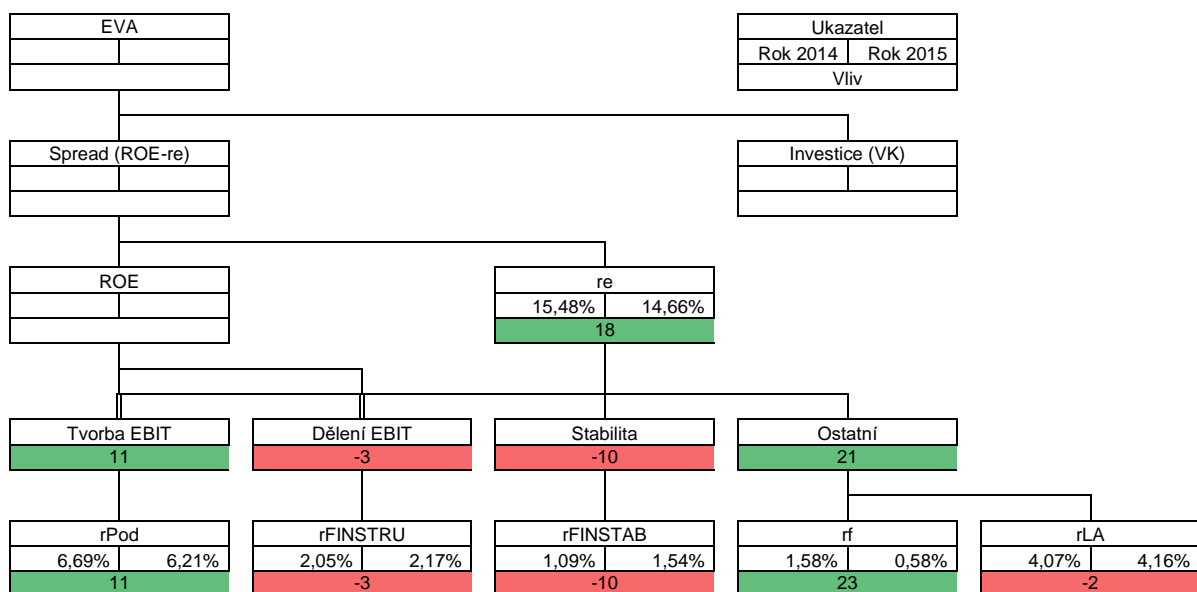 EVA
Ukazatel
Rok 2014 Rok 2015
Vliv
Spread (ROE-re)
Investice (VK)
ROE
re
15,48% 14,66%
18
Tvorba EBIT
Dělení EBIT
Stabilita
Ostatní
11
-3
-10
21
rPod
rFINSTRU
rFINSTAB
rf
rLA
6,69% 6,21%
2,05% 2,17%
1,09% 1,54%
1,58% 0,58%
4,07% 4,16%
11
-3
-10
23
-2